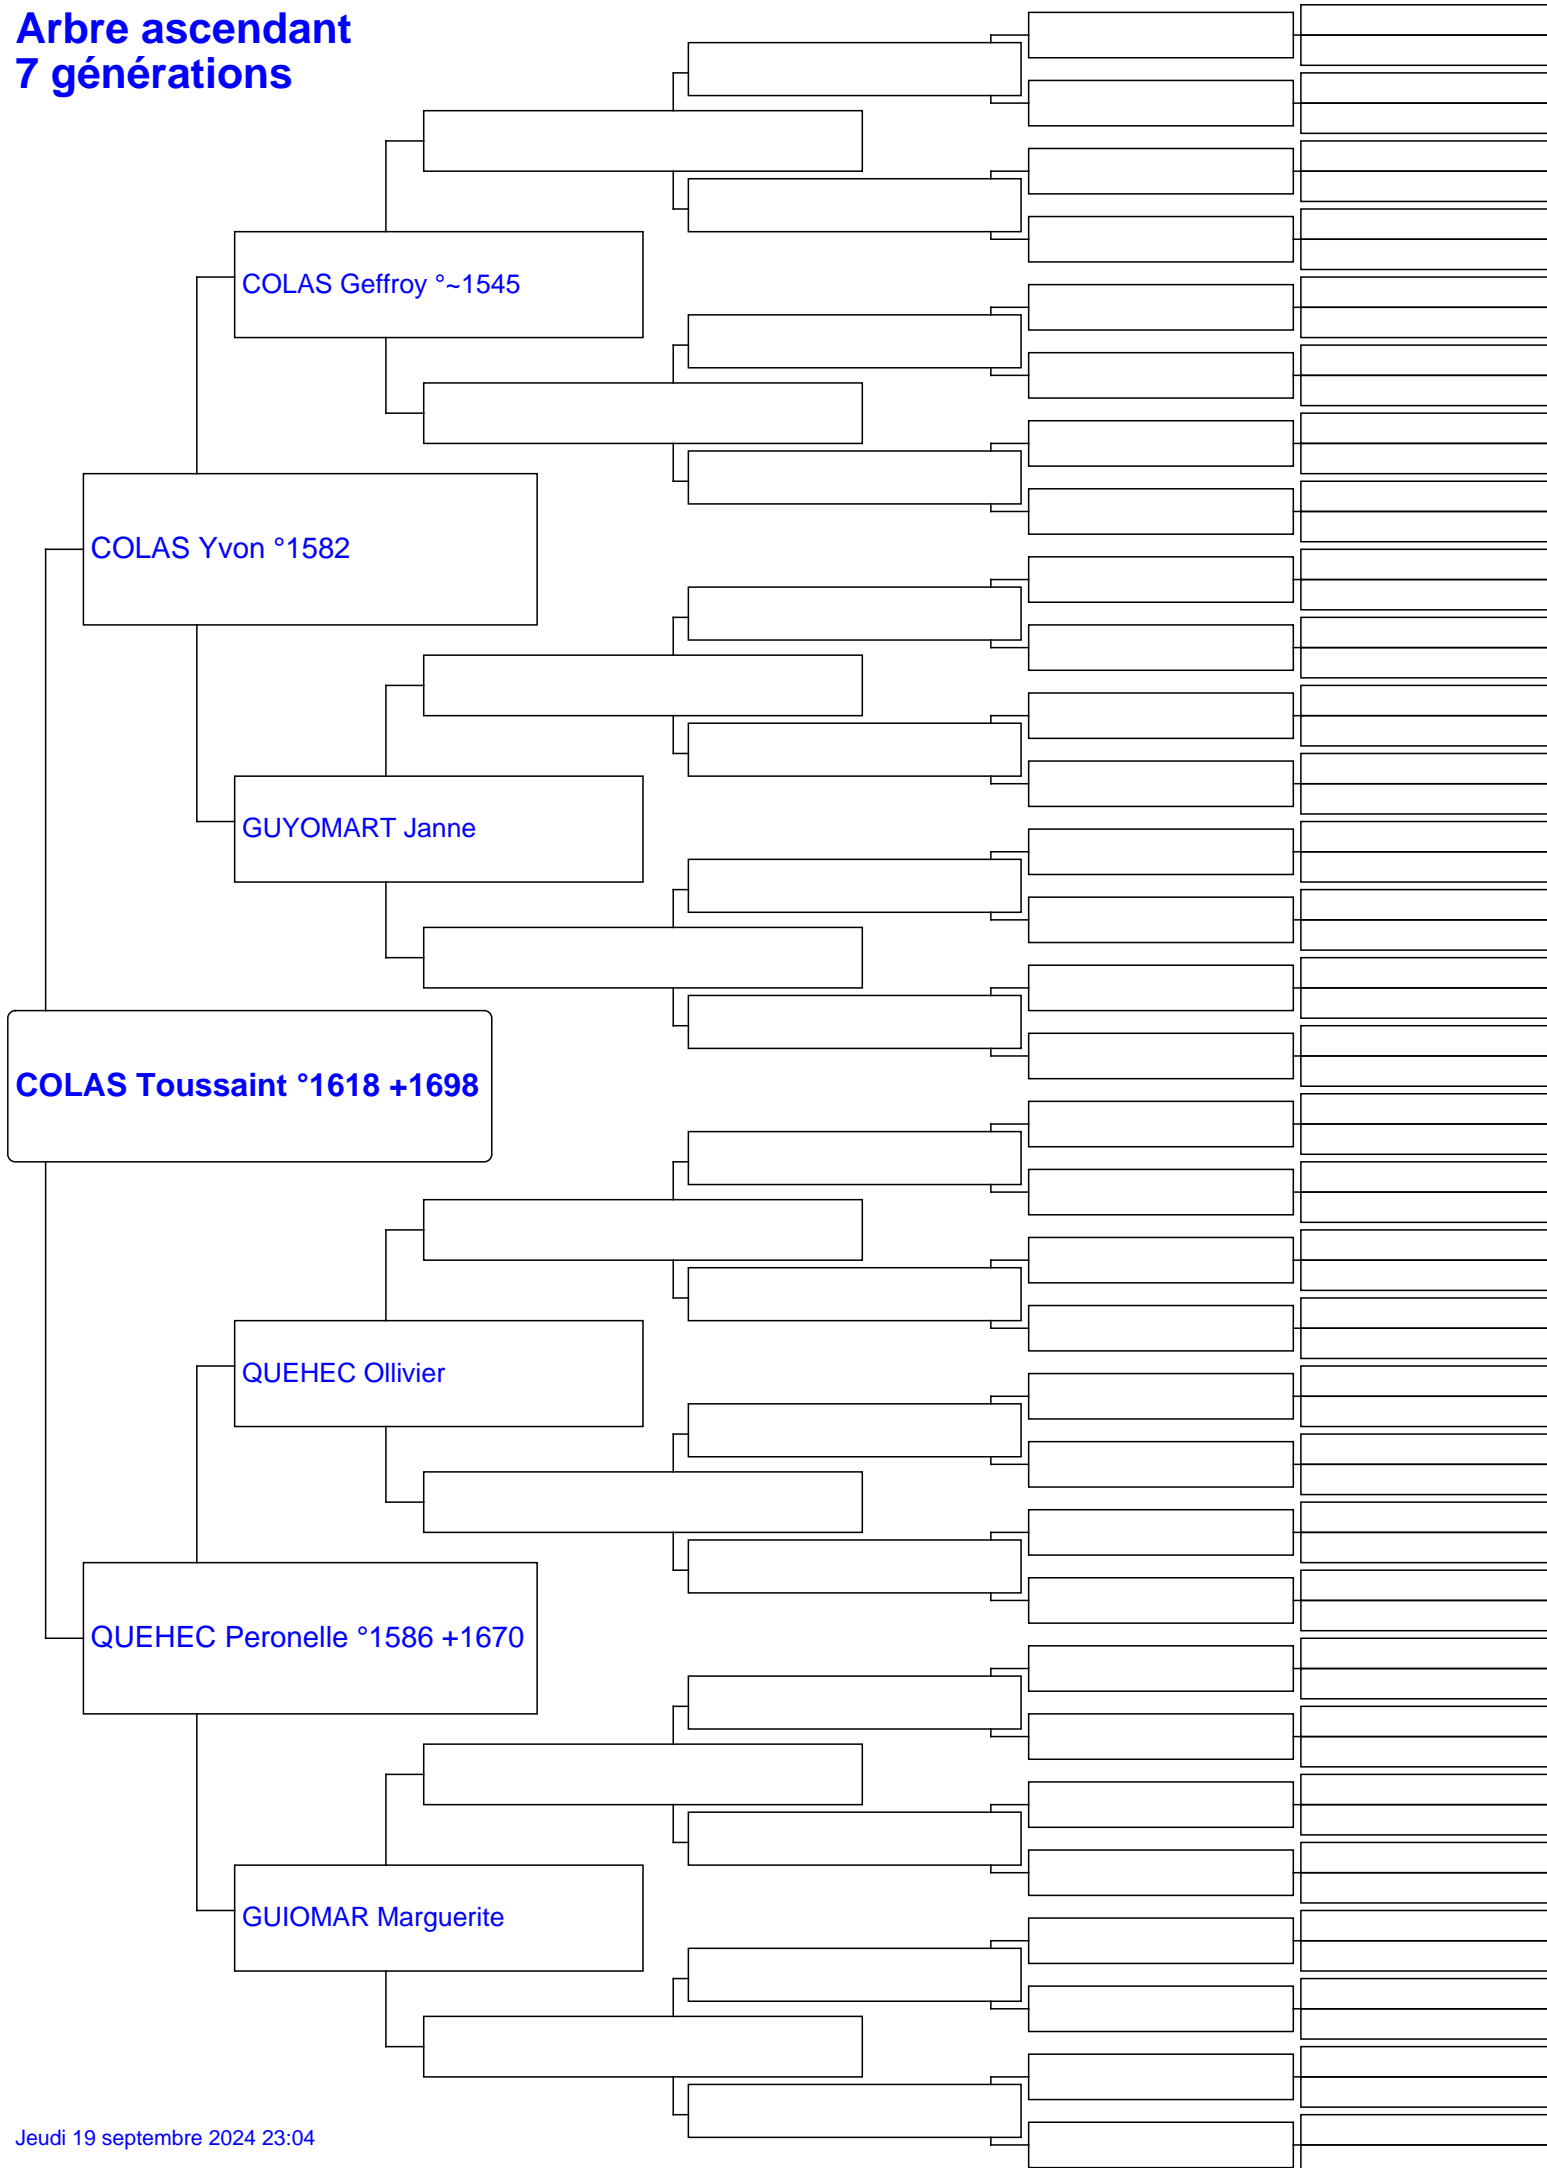 Arbre ascendant
7 générations
COLAS Geffroy °~1545
COLAS Yvon °1582
GUYOMART Janne
COLAS Toussaint °1618 +1698
QUEHEC Ollivier
QUEHEC Peronelle °1586 +1670
GUIOMAR Marguerite
Jeudi 19 septembre 2024 23:04